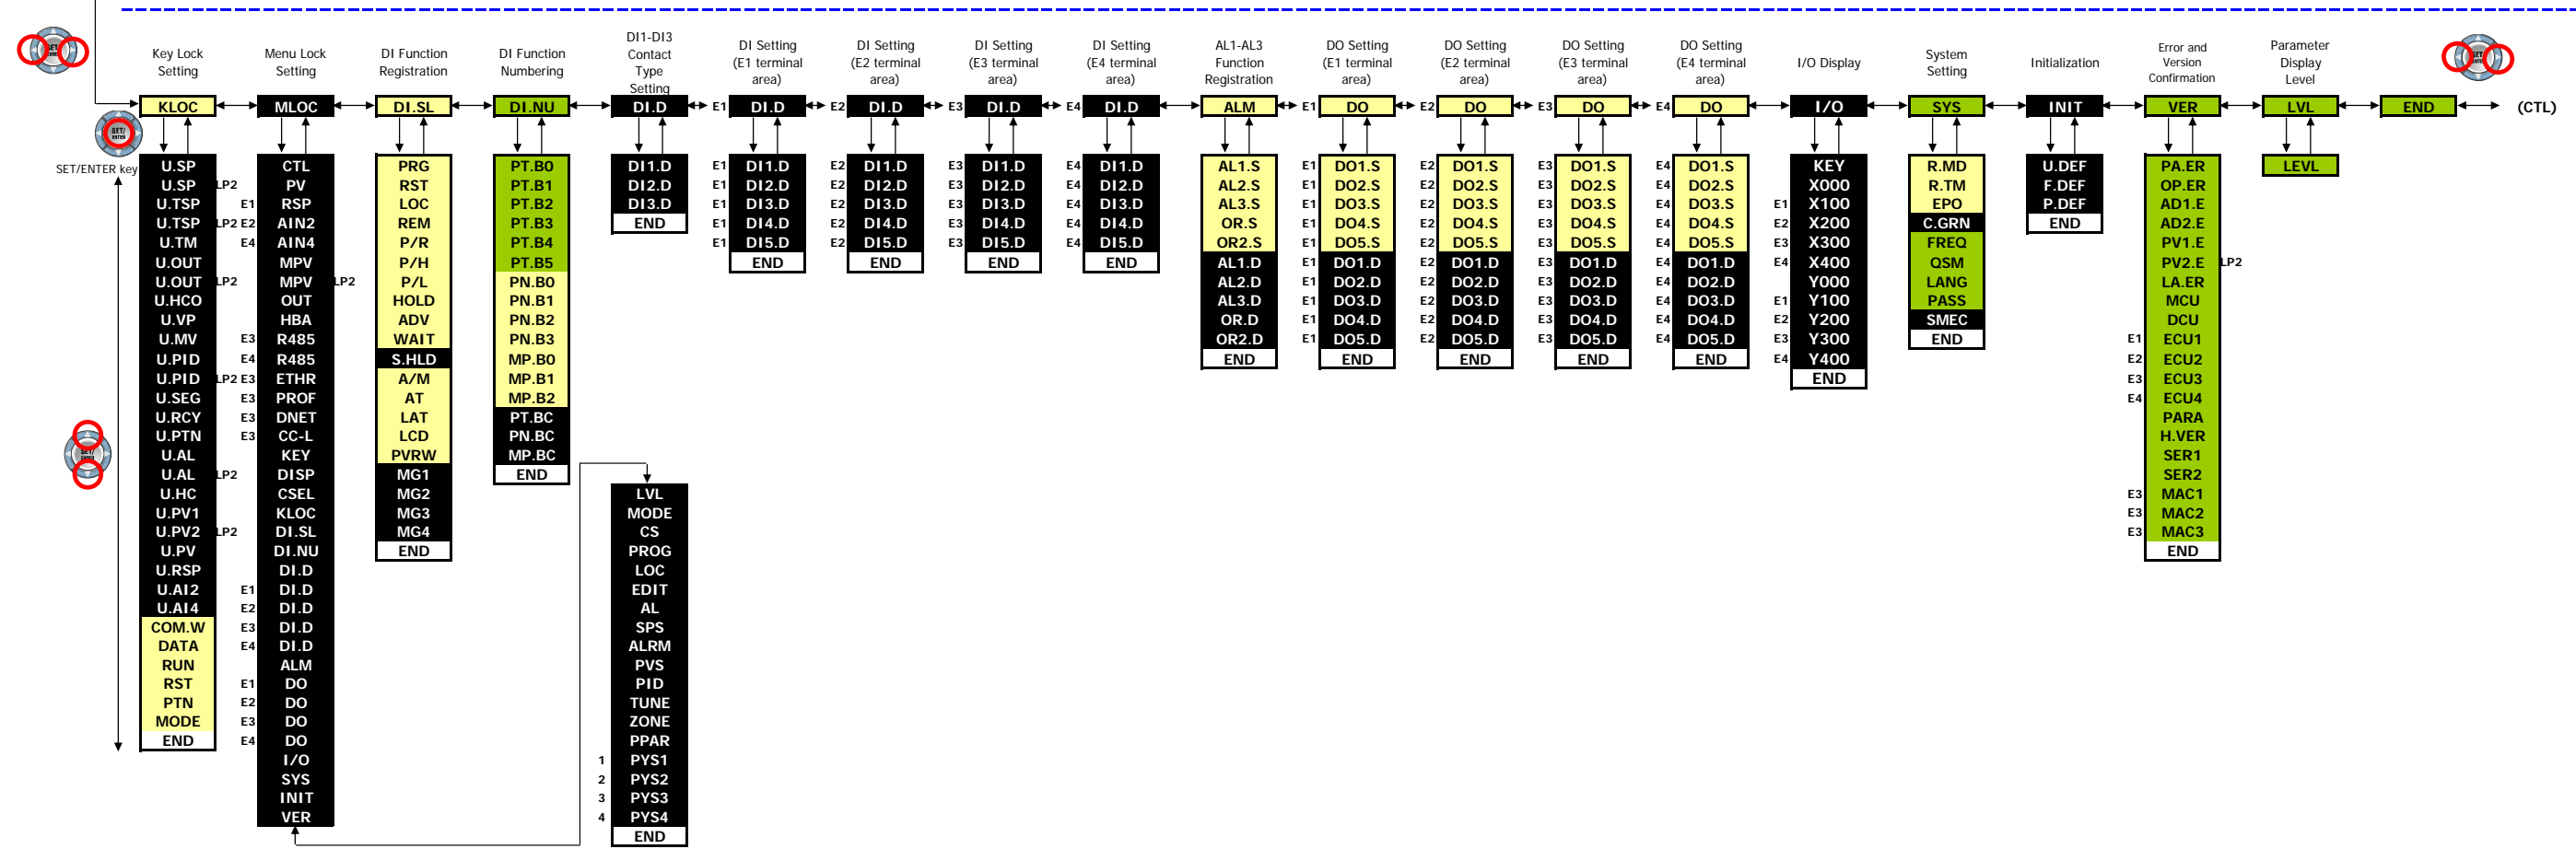 Key Lock
Setting
KLOC
SET/ENTER key
U.SP
U.SP LP2
U.TSP
U.TSP LP2
U.TM
U.OUT
U.OUT LP2
U.HCO
U.VP
U.MV
U.PID
U.PID LP2
U.SEG
U.RCY
U.PTN
U.AL
U.AL LP2
U.HC
U.PV1
U.PV2 LP2
U.PV
U.RSP
U.AI2
U.AI4
COM.W
DATA
RUN
RST
PTN
MODE
END
Menu Lock
Setting
MLOC
CTL
PV
E1 RSP
E2 AIN2
E4 AIN4
MPV
MPV LP2
OUT
HBA
E3 R485
E4 R485
E3 ETHR
E3 PROF
E3 DNET
E3 CC-L
KEY
DISP
CSEL
KLOC
DI.SL
DI.NU
DI.D
E1 DI.D
E2 DI.D
E3 DI.D
E4 DI.D
ALM
E1 DO
E2 DO
E3 DO
E4 DO
I/O
SYS
INIT
VER
LVL
MODE
CS
PROG
LOC
EDIT
AL
SPS
ALRM
PVS
PID
TUNE
ZONE
PPAR
1 PYS1
2 PYS2
3 PYS3
4 PYS4
END
DI Function
Registration
DI.SL
PRG
RST
LOC
REM
P/R
P/H
P/L
HOLD
ADV
WAIT
S.HLD
A/M
AT
LAT
LCD
PVRW
MG1
MG2
MG3
MG4
END
DI Function
Numbering
DI.NU
PT.B0
PT.B1
PT.B2
PT.B3
PT.B4
PT.B5
PN.B0
PN.B1
PN.B2
PN.B3
MP.B0
MP.B1
MP.B2
PT.BC
PN.BC
MP.BC
END
DI1-DI3
Contact
Type
Setting
DI.D
DI1.D
DI2.D
DI3.D
END
DI Setting
(E1 terminal
area)
E1 DI.D
E1 DI1.D
E1 DI2.D
E1 DI3.D
E1 DI4.D
E1 DI5.D
END
DI Setting
(E2 terminal
area)
E2 DI.D
E2 DI1.D
E2 DI2.D
E2 DI3.D
E2 DI4.D
E2 DI5.D
END
DI Setting
(E3 terminal
area)
E3 DI.D
E3 DI1.D
E3 DI2.D
E3 DI3.D
E3 DI4.D
E3 DI5.D
END
DI Setting
(E4 terminal
area)
E4 DI.D
E4 DI1.D
E4 DI2.D
E4 DI3.D
E4 DI4.D
E4 DI5.D
END
AL1-AL3
Function
Registration
ALM
AL1.S
AL2.S
AL3.S
OR.S
OR2.S
AL1.D
AL2.D
AL3.D
OR.D
OR2.D
END
DO Setting
(E1 terminal
area)
E1 DO
E1 DO1.S
E1 DO2.S
E1 DO3.S
E1 DO4.S
E1 DO5.S
E1 DO1.D
E1 DO2.D
E1 DO3.D
E1 DO4.D
E1 DO5.D
END
DO Setting
(E2 terminal
area)
E2 DO
E2 DO1.S
E2 DO2.S
E2 DO3.S
E2 DO4.S
E2 DO5.S
E2 DO1.D
E2 DO2.D
E2 DO3.D
E2 DO4.D
E2 DO5.D
END
DO Setting
(E3 terminal
area)
E3 DO
E3 DO1.S
E3 DO2.S
E3 DO3.S
E3 DO4.S
E3 DO5.S
E3 DO1.D
E3 DO2.D
E3 DO3.D
E3 DO4.D
E3 DO5.D
END
DO Setting
(E4 terminal
area)
E4 DO
E4 DO1.S
E4 DO2.S
E4 DO3.S
E4 DO4.S
E4 DO5.S
E4 DO1.D
E4 DO2.D
E4 DO3.D
E4 DO4.D
E4 DO5.D
END
I/O Display
I/O
KEY
X000
E1 X100
E2 X200
E3 X300
E4 X400
Y000
E1 Y100
E2 Y200
E3 Y300
E4 Y400
END
System
Setting
SYS
R.MD
R.TM
EPO
C.GRN
FREQ
QSM
LANG
PASS
SMEC
END
Initialization
INIT
U.DEF
F.DEF
P.DEF
END
Error and
Version
Confirmation
VER
PA.ER
OP.ER
AD1.E
AD2.E
PV1.E
PV2.E LP2
LA.ER
MCU
DCU
E1 ECU1
E2 ECU2
E3 ECU3
E4 ECU4
PARA
H.VER
SER1
SER2
E3 MAC1
E3 MAC2
E3 MAC3
END
Parameter
Display
Level
LVL
LEVL
END
(CTL)